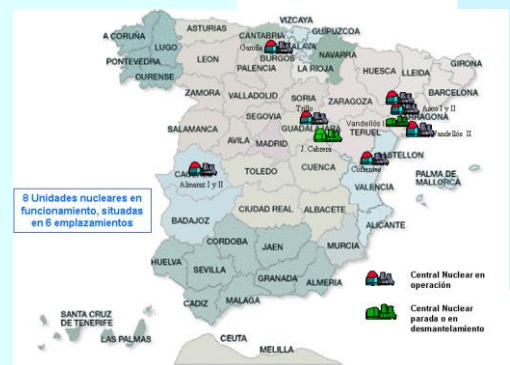 VIZCAYA
ASTURIAS
CANTABRIA
GUIPUZCOA
A CORUÑA
LUGO
Garoña
ALAVA
NAVARRA
PONTEVEDRA
LEON
BURGOS
LA RIOJA
HUESCA
LLEIDA
GIRONA
OURENSE
PALENCIA
ZAMORA
VALLADOLID
SORIA
ZARAGOZA
BARCELONA
Trillo
Asco I y II
TARRAGONA
SEGOVIA
Vandellós I
Vandellós II
SALAMANCA
GUADALAJARA
TERUEL
AVILA
MADRID
J. Cabrera
CASTELLON
CACERES
TOLEDO
CUENCA
Cofrentes
PALMA DE
MALLORCA
Almaraz I y II
VALENCIA
8 Unidades nucleares en
funcionamiento, situadas
en 6 emplazamientos
CIUDAD REAL
ALBACETE
BADAJOZ
ALICANTE
MURCIA
CORDOBA
JAEN
HUELVA
SEVILLA
GRANADA
ALMERIA
Central Nuclear en
operación
CADIZ
MALAGA
SANTA CRUZ
DE TENERIFE
Central Nuclear
parada o en
desmantelamiento
LAS PALMAS
CEUTA
MELILLA